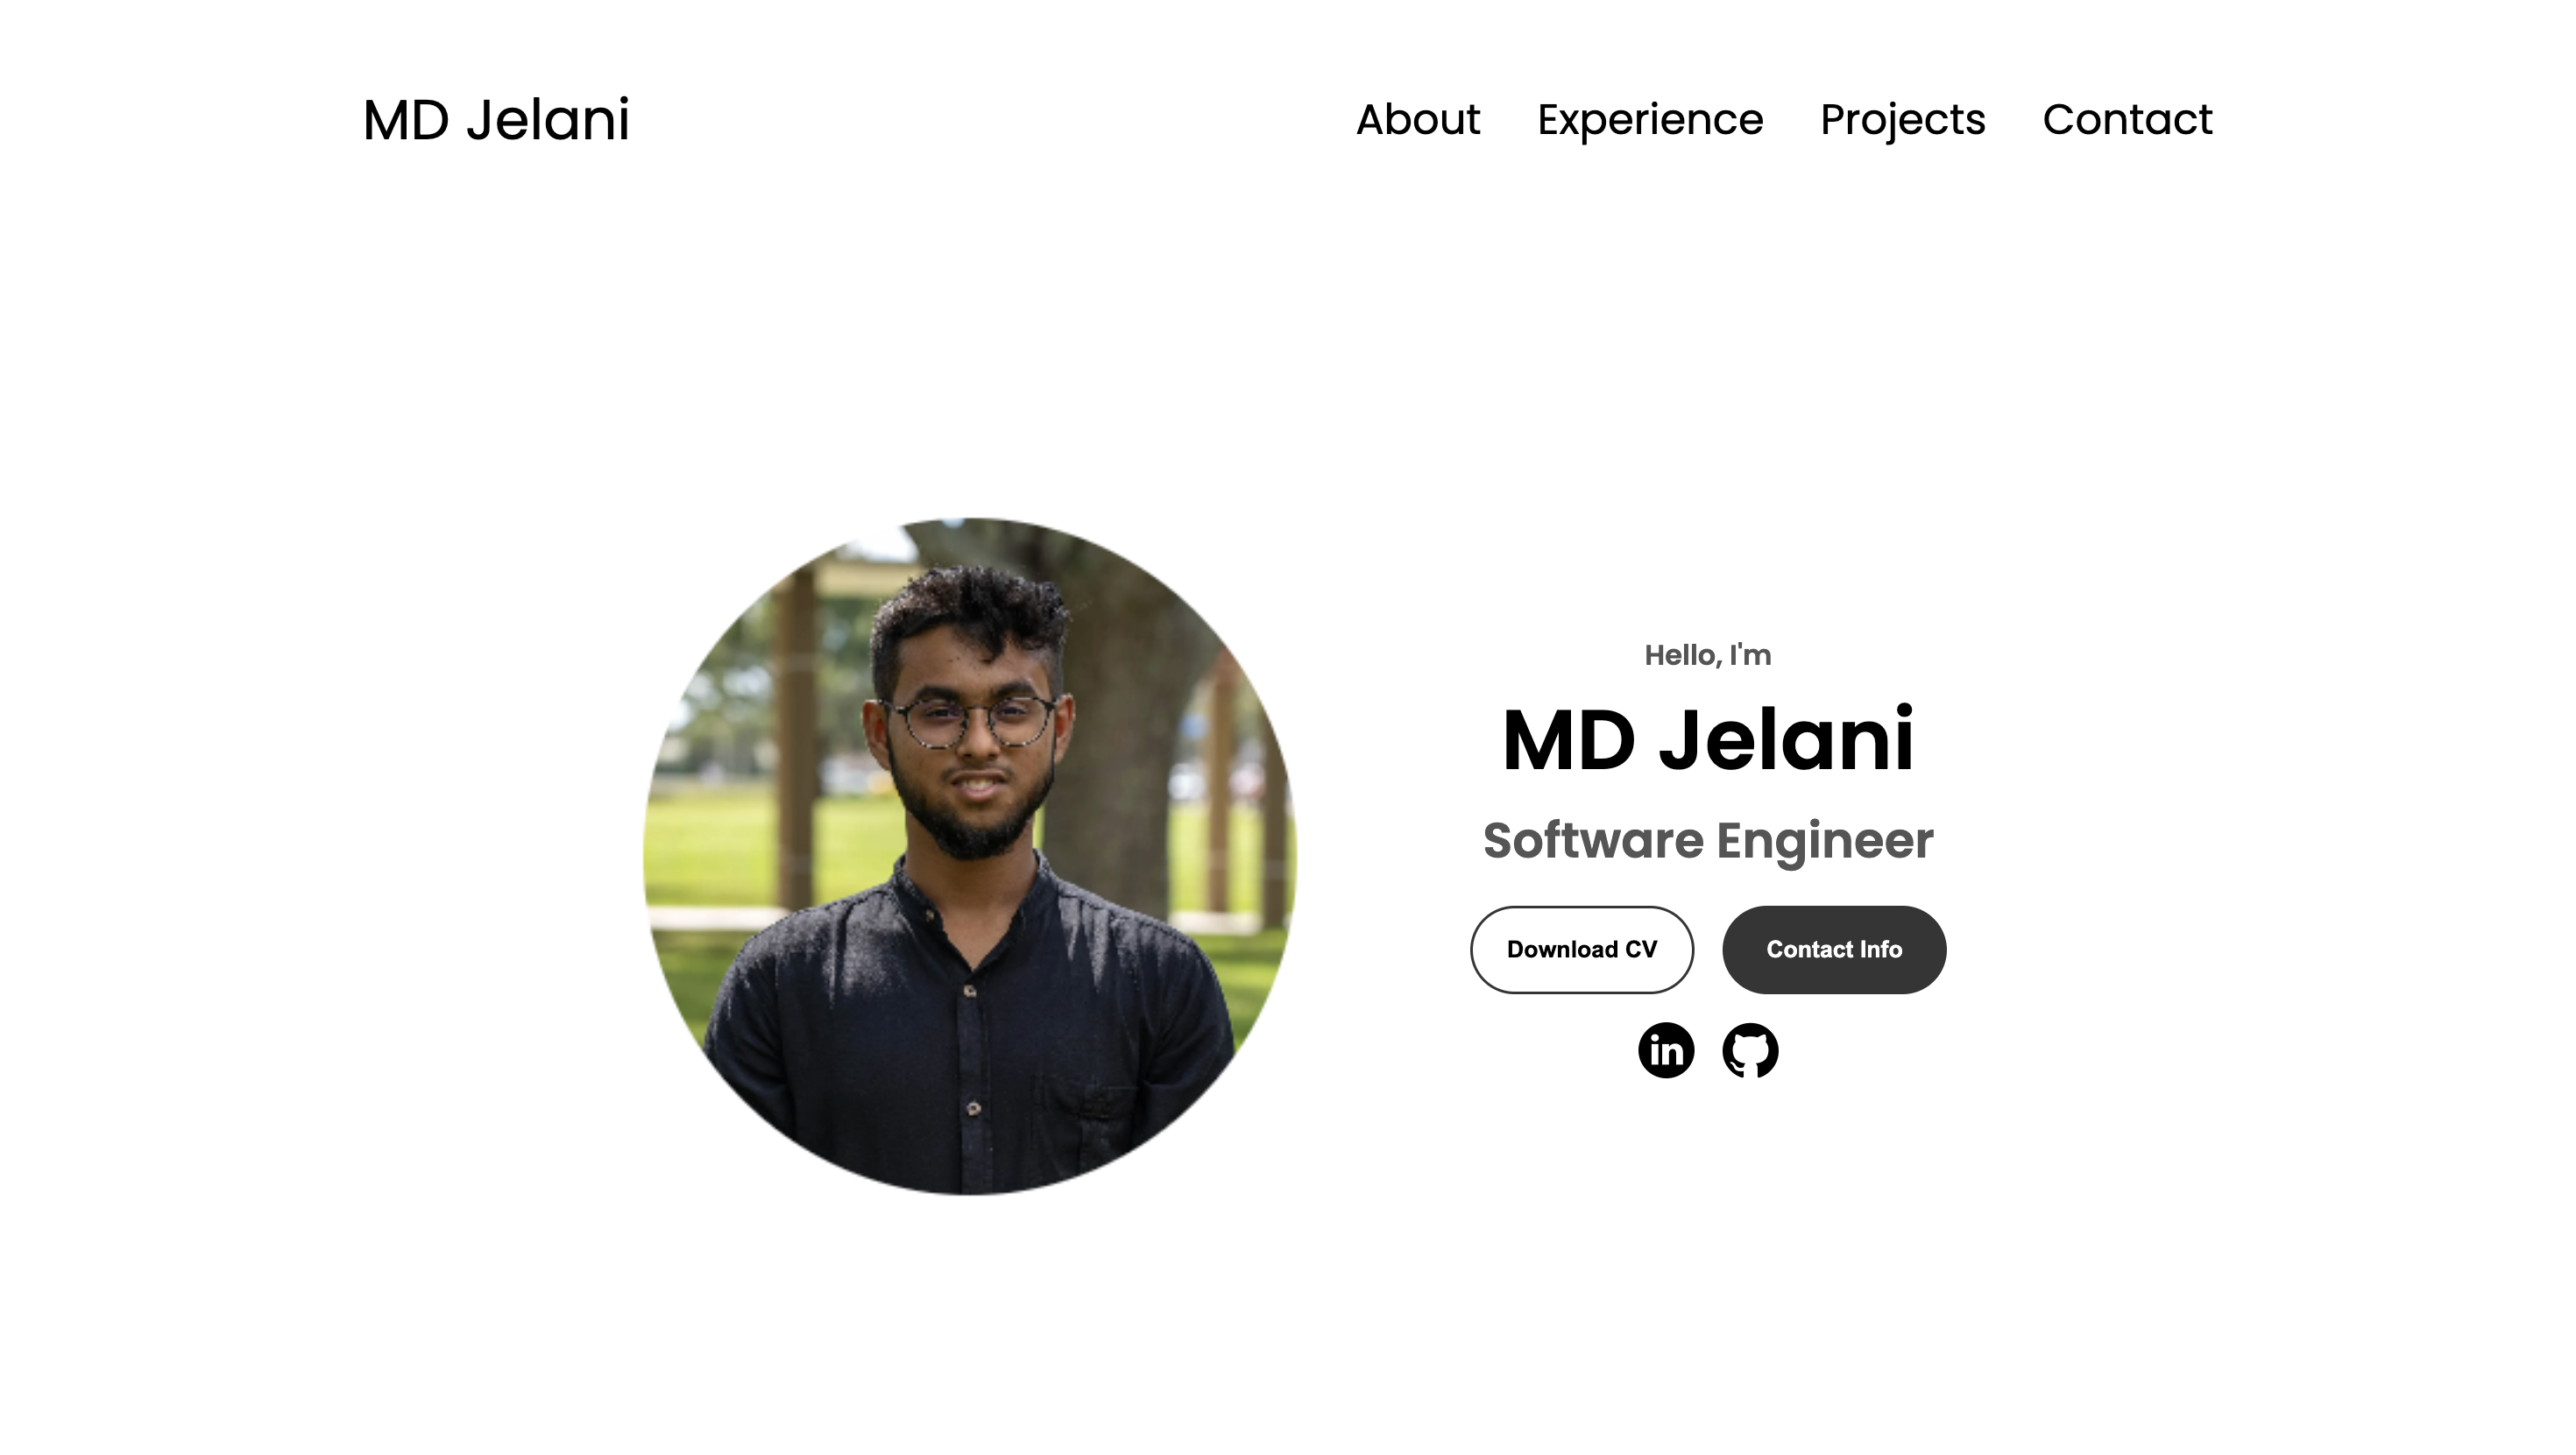 MD Jelani
About Experience Projects Contact
Hello, I'm
MD Jelani
Software Engineer
Download CV Contact Info
in